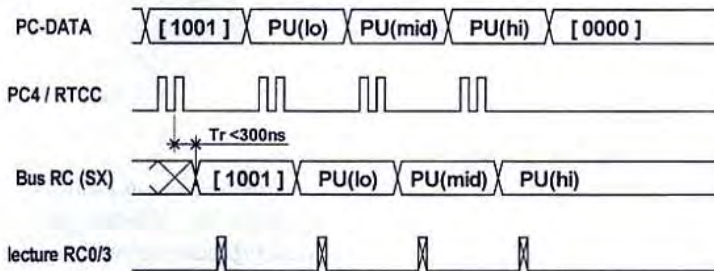 PC-DATA [1001] PU(lo) PU(mid) PU(hi) [0000]
PC4 / RTCC
Tr <300ns
Bus RC (SX) [1001] PU(lo) PU(mid) PU(hi)
lecture RC0/3